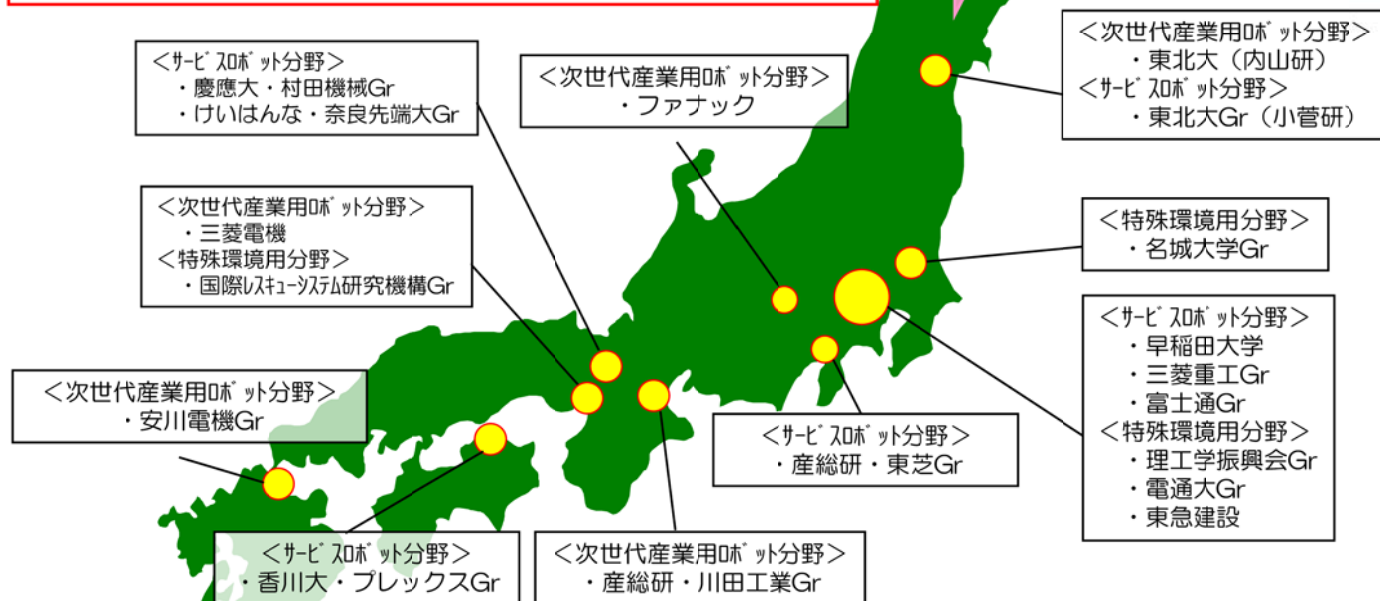 <サービスロボット分野>
・慶應大・村田機械Gr
・けいはんな・奈良先端大Gr
<次世代産業用ロボット分野>
・ファナック
<次世代産業用ロボット分野>
・東北大（内山研）
<サービスロボット分野>
・東北大Gr（小菅研）
<次世代産業用ロボット分野>
・三菱電機
<特殊環境用分野>
・国際レスキューシステム研究機構Gr
<特殊環境用分野>
・名城大学Gr
<サービスロボット分野>
・早稲田大学
・三菱重工Gr
・富士通Gr
<特殊環境用分野>
・理工学振興会Gr
・電通大Gr
・東急建設
<次世代産業用ロボット分野>
・安川電機Gr
<サービスロボット分野>
・産総研・東芝Gr
<サービスロボット分野>
・香川大・プレックスGr
<次世代産業用ロボット分野>
・産総研・川田工業Gr